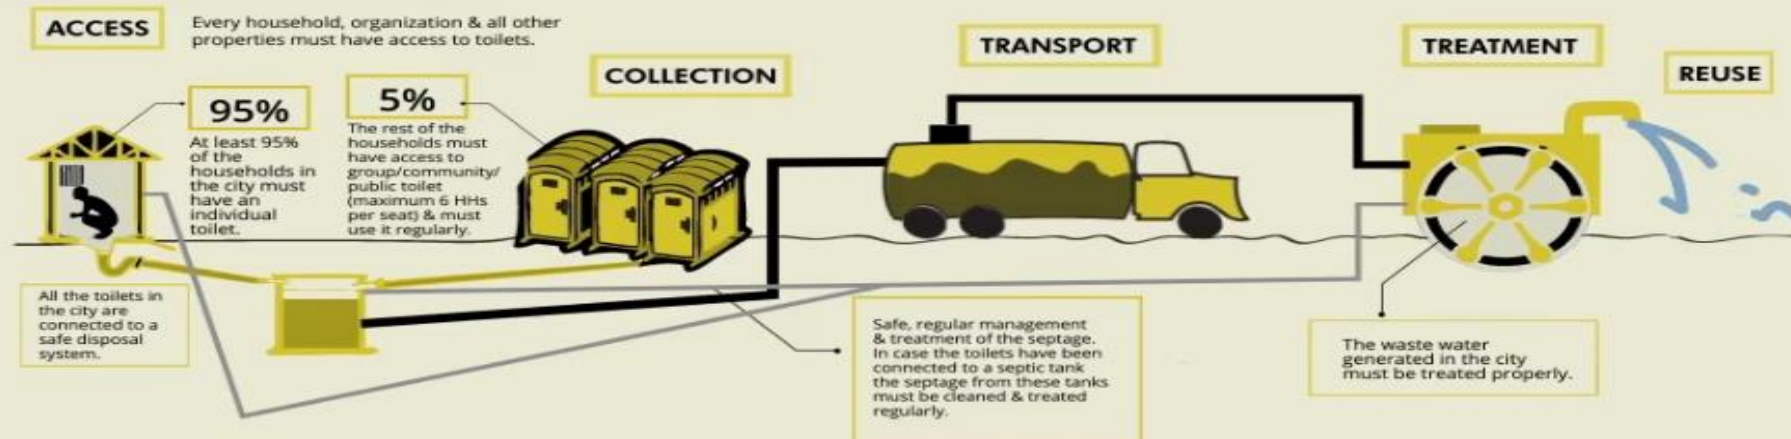 ACCESS
Every household, organization & all other
properties must have access to toilets.
95%
At least 95%
of the
households in
the city must
have an
individual
toilet.
5%
The rest of the
households must
have access to
group/community/
public toilet
(maximum 6 HHs
per seat) & must
use it regularly.
COLLECTION
TRANSPORT
TREATMENT
REUSE
All the toilets in
the city are
connected to a
safe disposal
system.
Safe, regular management
& treatment of the septage.
In case the toilets have been
connected to a septic tank
the septage from these tanks
must be cleaned & treated
regularly.
The waste water
generated in the city
must be treated properly.